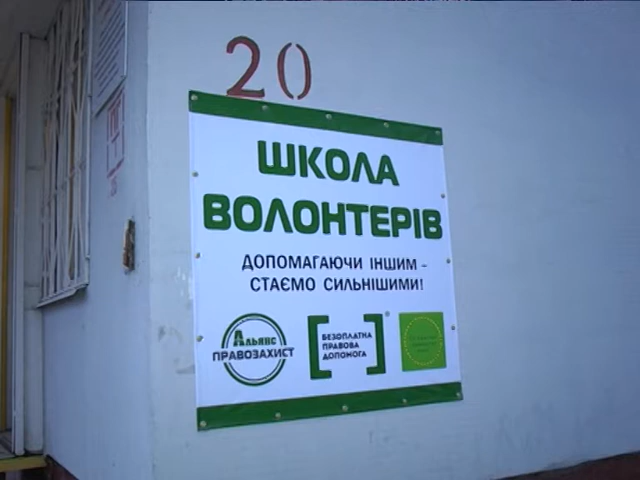 20
ШКОЛА
ВОЛОНТЕРІВ
ДОПОМАГАЮЧИ ІНШИМ –
СТАЄМО СИЛЬНІШИМИ!
Альянс
ПРАВОЗАХИСТ
БЕЗОПЛАТНА
ПРАВОВА
ДОПОМОГА